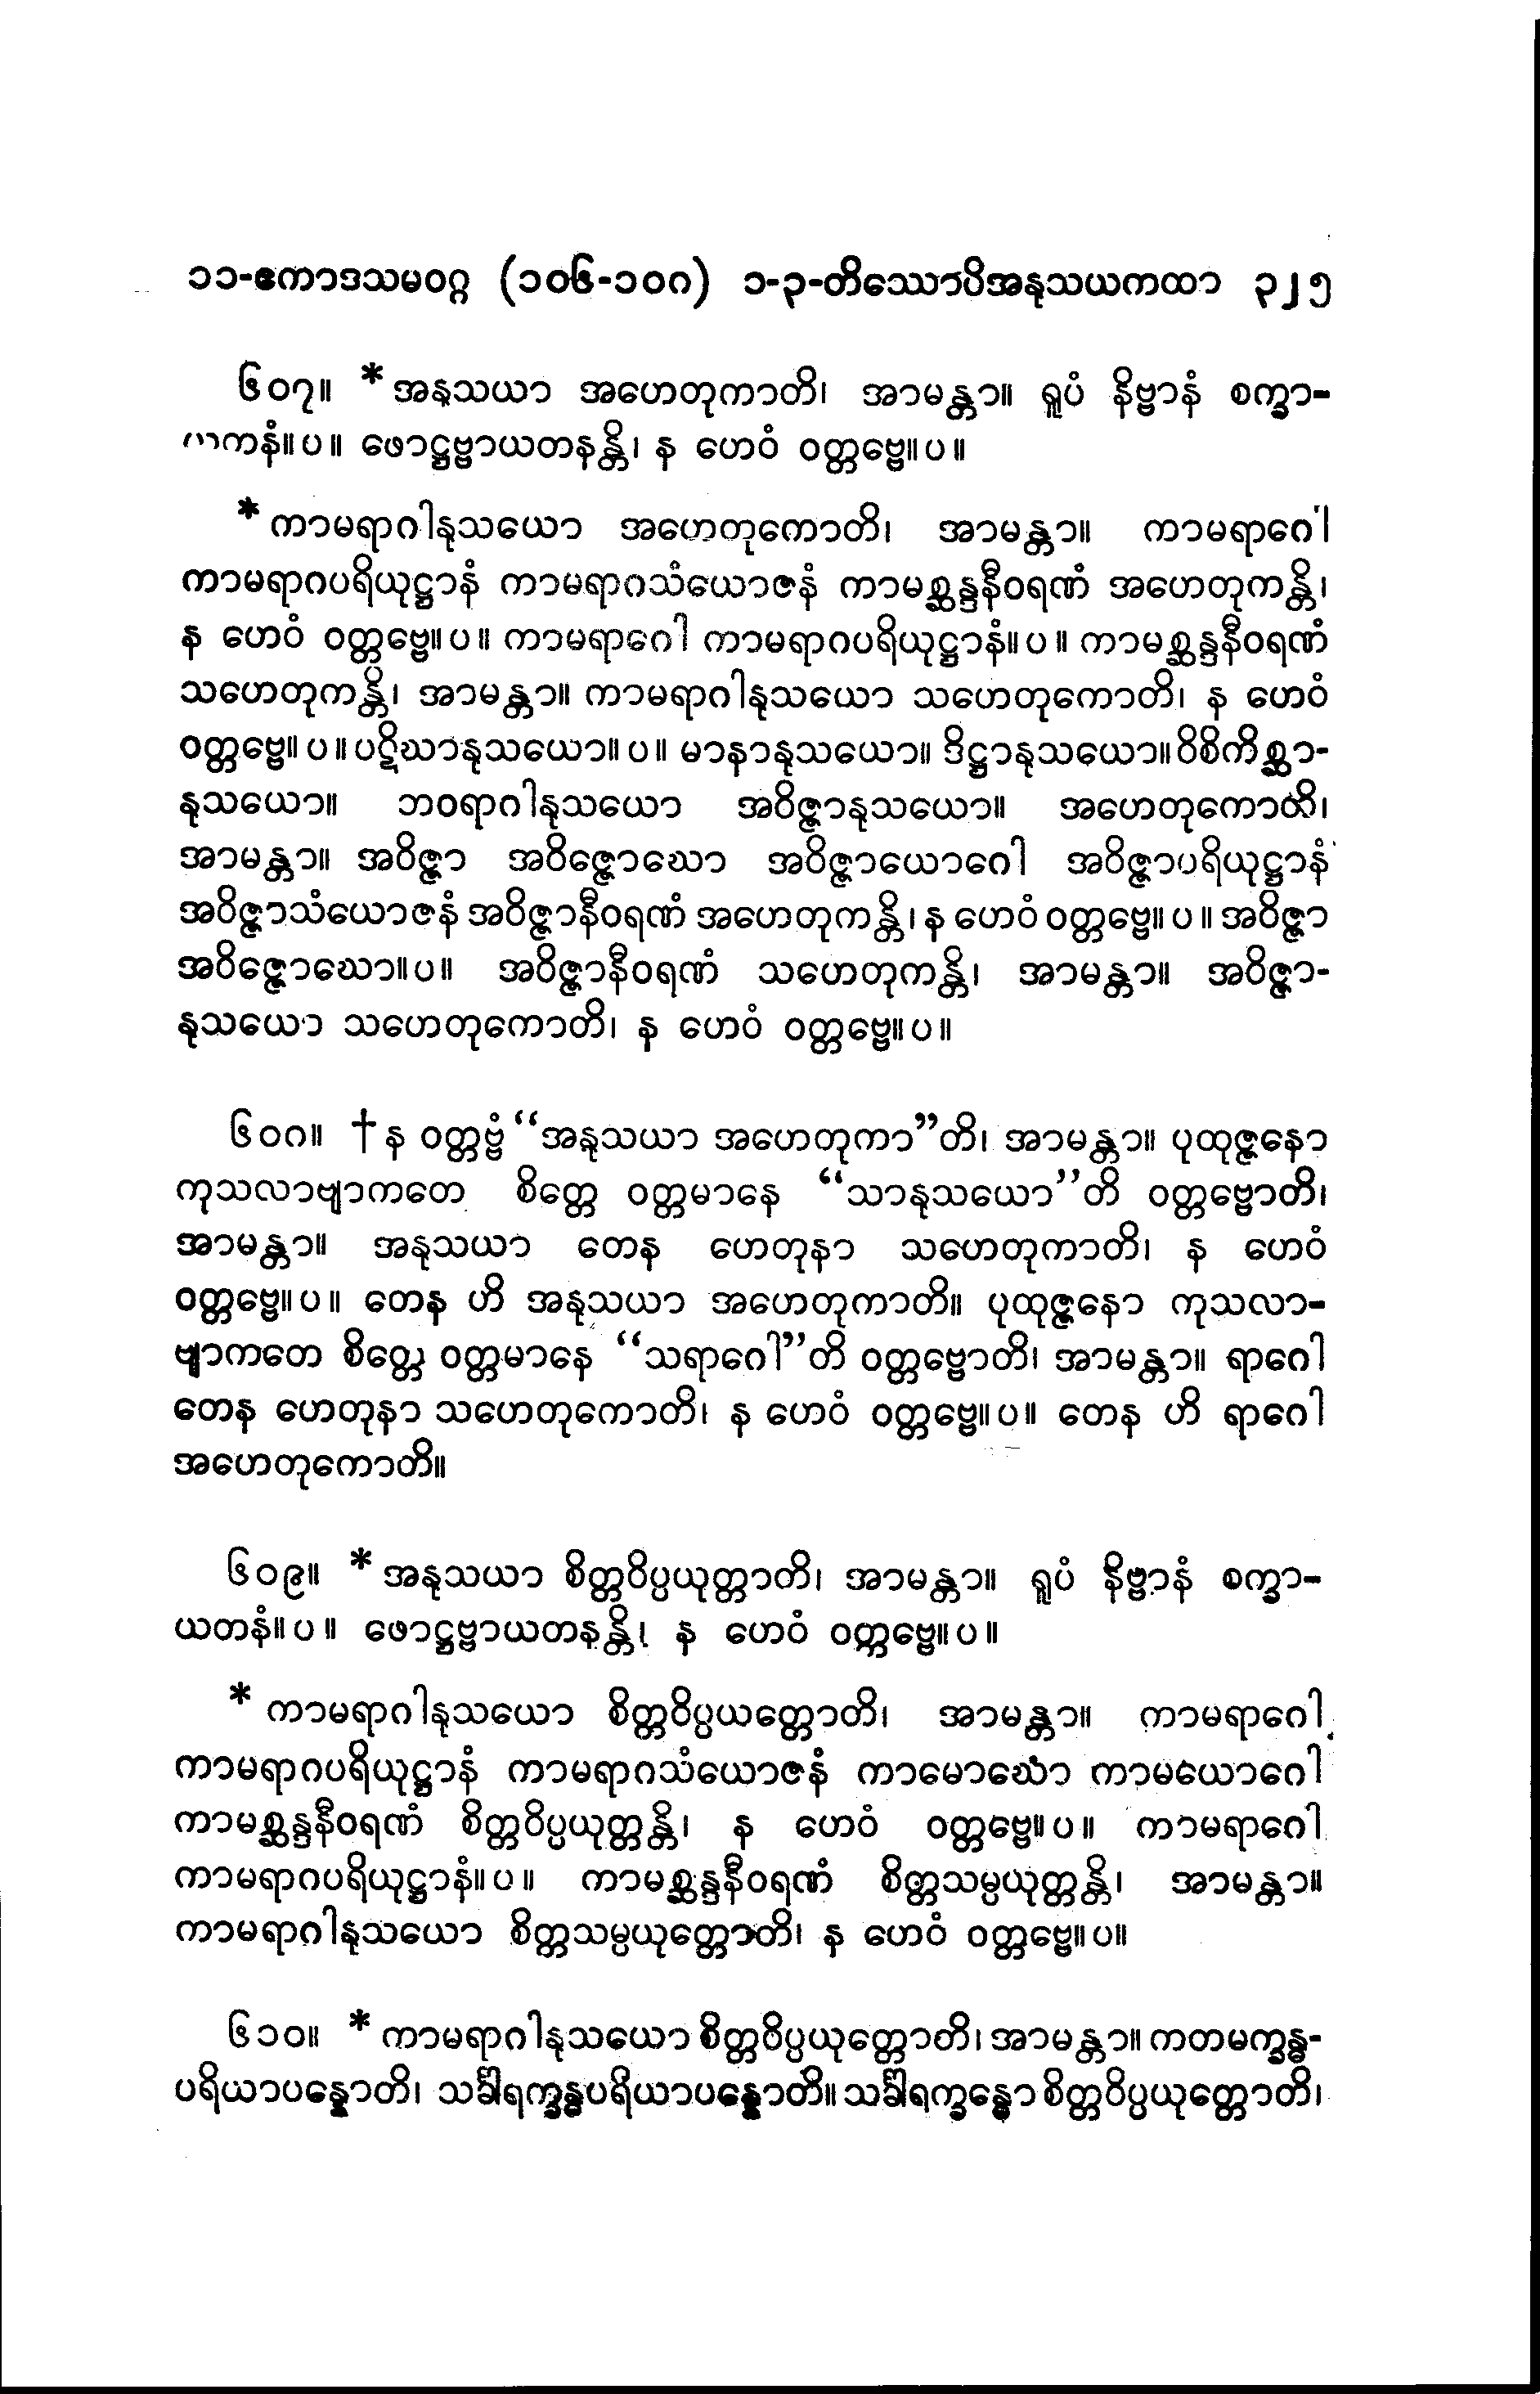 ၁၁-ဧကာဒသမဝဂ္ဂ (၁၀၆-၁၀၈) ၁-၃-တိဿောပိအနုသယကထာ ၃၂၅
၆၀၇။ *အနုသယာ အဟေတုကာတိ၊ အာမန္တာ။ ရူပံ နိဗ္ဗာနံ စက္ခာ-
ဖောဋ္ဌဗ္ဗာယတနန္တိ၊ န ဟေဝံ ဝတ္တဗ္ဗေ။ပ။
*ကာမရာဂါနုသယော အဟေတုကောတိ၊ အာမန္တာ။ ကာမရာဂေါ
ကာမရာဂပရိယုဋ္ဌာနံ ကာမရာဂသံယောဇနံ ကာမစ္ဆန္ဒနီဝရဏံ အဟေတုကန္တိ၊
န ဟေဝံ ဝတ္တဗ္ဗေ။ပ။ ကာမရာဂေါ ကာမရာဂပရိယုဋ္ဌာနံ။ပ။ ကာမစ္ဆန္ဒနီဝရဏံ
သဟေတုကန္တိ၊ အာမန္တာ။ ကာမရာဂါနုသယော သဟေတုကောတိ၊ န ဟေဝံ
ဝတ္တဗ္ဗေ။ပ။ပဋိဃာနုသယော။ပ။ မာနာနုသယော။ ဒိဋ္ဌာနုသယော။ဝိစိကိစ္ဆာ-
နုသယော။ ဘဝရာဂါနုသယော အဝိဇ္ဇာနုသယော။ အဟေတုကောတိ၊
အာမန္တာ။ အဝိဇ္ဇာ အဝိဇ္ဇောဃော အဝိဇ္ဇာယောဂေါ အဝိဇ္ဇာပရိယုဋ္ဌာနံ
အဝိဇ္ဇာသံယောဇနံ အဝိဇ္ဇာနီဝရဏံ အဟေတုကန္တိ၊ န ဟေဝံ ဝတ္တဗ္ဗေ။ပ။အဝိဇ္ဇာ
အဝိဇ္ဇောဃော။ပ။ အဝိဇ္ဇာနီဝရဏံ သဟေတုကန္တိ၊ အာမန္တာ။ အဝိဇ္ဇာ-
နုသယော သဟေတုကောတိ၊ န ဟေဝံ ဝတ္တဗ္ဗေ။ပ။
၆၀၈။ †န ဝတ္တဗ္ဗံ “အနုသယာ အဟေတုကာ”တိ၊ အာမန္တာ။ ပုထုဇ္ဇနော
ကုသလာဗျာကတေ စိတ္တေ ဝတ္တမာနေ “သာနုသယော”တိ ဝတ္တဗ္ဗောတိ၊
အာမန္တာ။ အနုသယာ တေန ဟေတုနာ သဟေတုကာတိ၊ န ဟေဝံ
ဝတ္တဗ္ဗေ။ပ။ တေန ဟိ အနုသယာ အဟေတုကာတိ။ ပုထုဇ္ဇနော ကုသလာ-
ဗျာကတေ စိတ္တေ ဝတ္တမာနေ “သရာဂေါ”တိ ဝတ္တဗ္ဗောတိ၊ အာမန္တာ။ ရာဂေါ
တေန ဟေတုနာ သဟေတုကောတိ၊ န ဟေဝံ ဝတ္တဗ္ဗေ။ပ။ တေန ဟိ ရာဂေါ
အဟေတုကောတိ။
၆၀၉။ *အနုသယာ စိတ္တဝိပ္ပယုတ္တာတိ၊ အာမန္တာ။ ရူပံ နိဗ္ဗာနံ စက္ခာ-
ယတနံ။ပ။ ဖောဋ္ဌဗ္ဗာယတနန္တိ၊ န ဟေဝံ ဝတ္တဗ္ဗေ။ပ။
*ကာမရာဂါနုသယော စိတ္တဝိပ္ပယတ္တောတိ၊ အာမန္တာ။ ကာမရာဂေါ
ကာမရာဂပရိယုဋ္ဌာနံ ကာမရာဂသံယောဇနံ ကာမောဃော ကာမယောဂေါ
ကာမစ္ဆန္ဒနီဝရဏံ စိတ္တဝိပ္ပယုတ္တန္တိ၊ န ဟေဝံ ဝတ္တဗ္ဗေ။ပ။ ကာမရာဂေါ
ကာမရာဂပရိယုဋ္ဌာနံ။ပ။ ကာမစ္ဆန္ဒနီဝရဏံ စိတ္တသမ္ပယုတ္တန္တိ၊ အာမန္တာ။
ကာမရာဂါနုသယော စိတ္တသမ္ပယုတ္တောတိ၊ န ဟေဝံ ဝတ္တဗ္ဗေ။ပ။
၆၁၀။ *ကာမရာဂါနုသယော စိတ္တဝိပ္ပယုတ္တောတိ၊ အာမန္တာ။ ကတမက္ခန္ဓ-
ပရိယာပန္နောတိ၊ သင်္ခါရက္ခန္ဓပရိယာပန္နောတိ။ သင်္ခါရက္ခန္ဓော စိတ္တဝိပ္ပယုတ္တောတိ၊